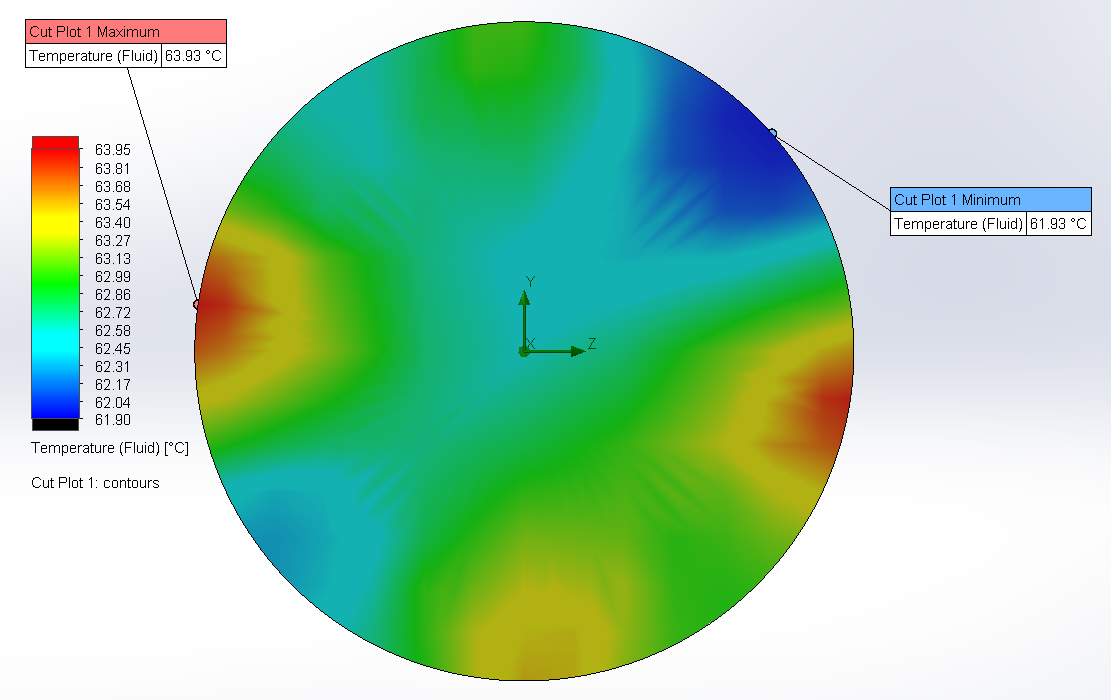 Cut Plot 1 Maximum
Temperature (Fluid) 63.93 °C
63.95
63.81
63.68
63.54
63.40
63.27
63.13
62.99
62.86
62.72
62.58
62.45
62.31
62.17
62.04
61.90
Temperature (Fluid) [°C]
Cut Plot 1: contours
Cut Plot 1 Minimum
Temperature (Fluid) 61.93 °C
Y
X
Z